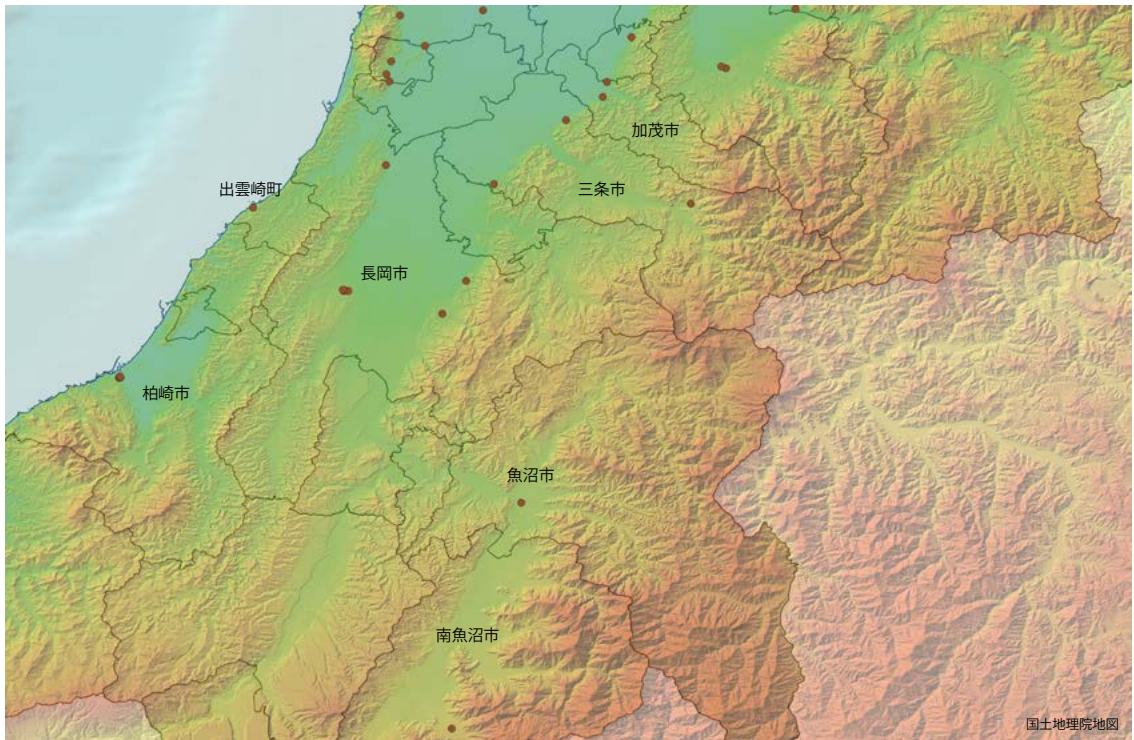 加茂市
出雲崎町
三条市
長岡市
柏崎市
魚沼市
南魚沼市
国土地理院地図